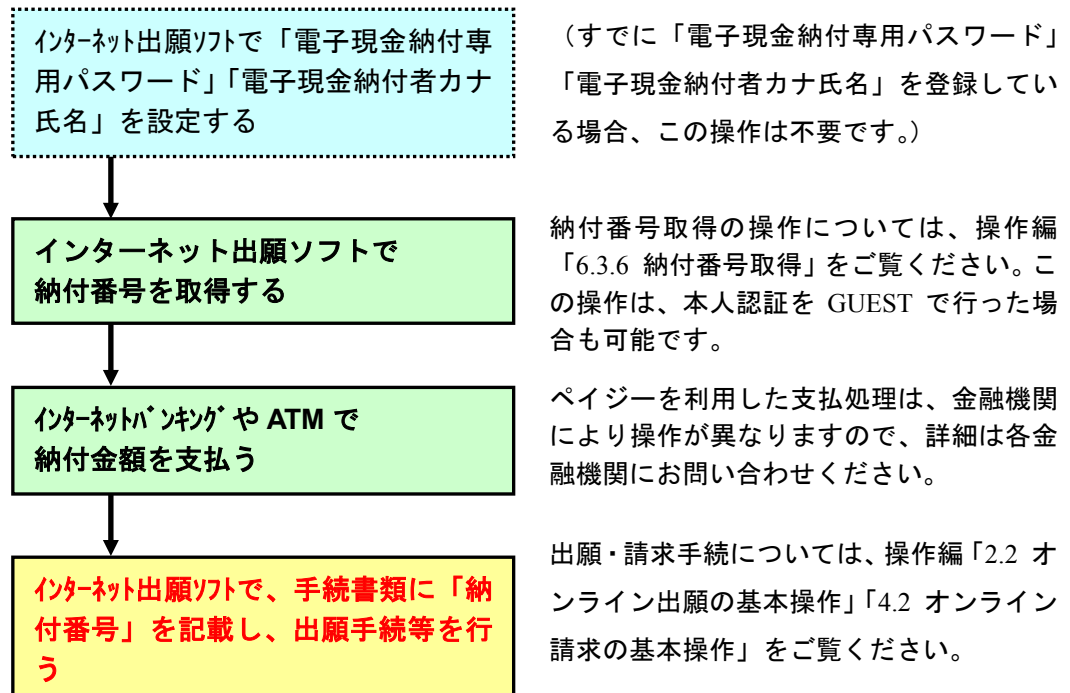 ｲﾝﾀｰﾈｯﾄ出願ｿﾌﾄで「電子現金納付専
用パスワード」「電子現金納付者カナ
氏名」を設定する
（すでに「電子現金納付専用パスワード」
「電子現金納付者カナ氏名」を登録してい
る場合、この操作は不要です。）
インターネット出願ソフトで
納付番号を取得する
納付番号取得の操作については、操作編
「6.3.6 納付番号取得」をご覧ください。こ
の操作は、本人認証を GUEST で行った場
合も可能です。
ｲﾝﾀｰﾈｯﾄﾊﾞﾝｷﾝｸﾞや ATM で
納付金額を支払う
ペイジーを利用した支払処理は、金融機関
により操作が異なりますので、詳細は各金
融機関にお問い合わせください。
ｲﾝﾀｰﾈｯﾄ出願ｿﾌﾄで、手続書類に「納
付番号」を記載し、出願手続等を行
う
出願・請求手続については、操作編「2.2 オ
ンライン出願の基本操作」「4.2 オンライン
請求の基本操作」をご覧ください。